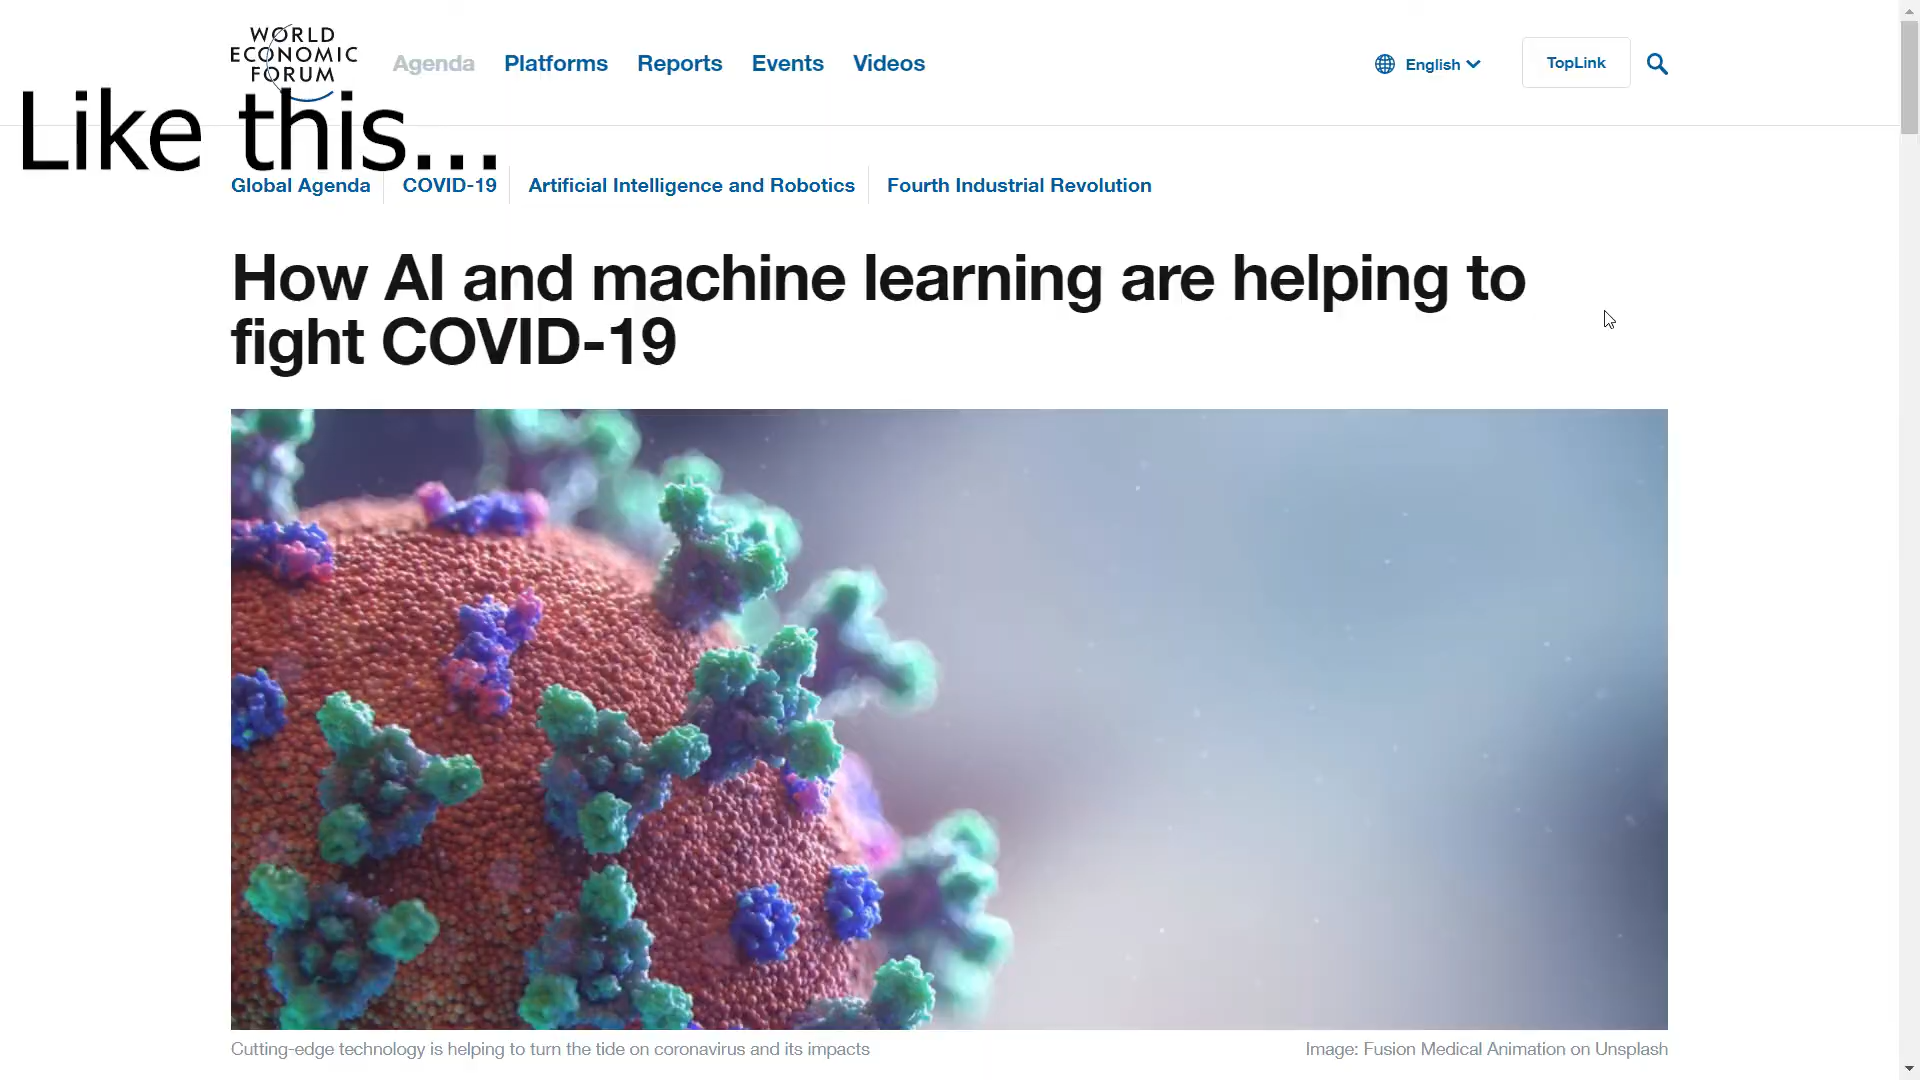 WORLD
ECONOMIC
FORUM
Agenda Platforms Reports Events Videos
English
TopLink
Like this...
Global Agenda COVID-19 Artificial Intelligence and Robotics Fourth Industrial Revolution
How AI and machine learning are helping to
fight COVID-19
Cutting-edge technology is helping to turn the tide on coronavirus and its impacts
Image: Fusion Medical Animation on Unsplash